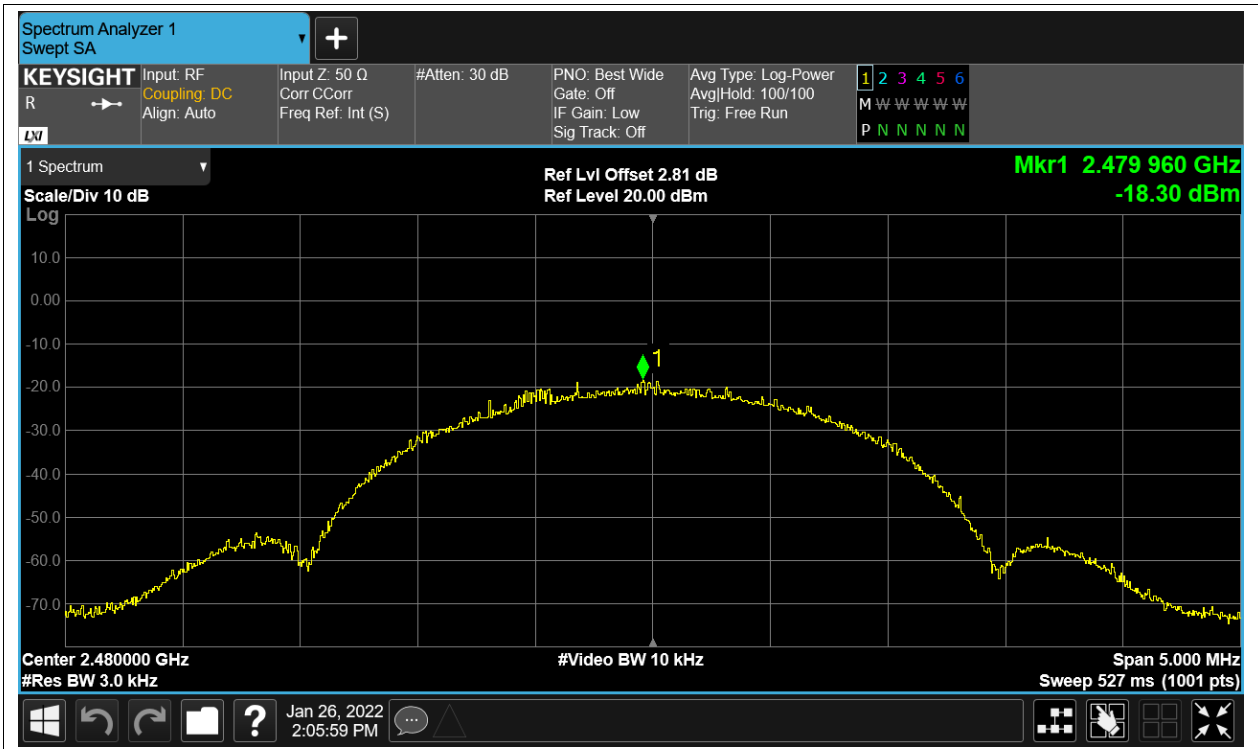 Spectrum Analyzer 1
Swept SA
KEYSIGHT
R
LXI
Input: RF
Coupling: DC
Align: Auto
Input Z: 50 Ω
Corr CCorr
Freq Ref: Int (S)
#Atten: 30 dB
PNO: Best Wide
Gate: Off
IF Gain: Low
Sig Track: Off
Avg Type: Log-Power
Avg|Hold: 100/100
Trig: Free Run
1 2 3 4 5 6
M W W W W W
P N N N N N
1 Spectrum
Scale/Div 10 dB
Log
Ref Lvl Offset 2.81 dB
Ref Level 20.00 dBm
Mkr1 2.479 960 GHz
-18.30 dBm
10.0
0.00
-10.0
1
-20.0
-30.0
-40.0
-50.0
-60.0
-70.0
Center 2.480000 GHz
#Video BW 10 kHz
Span 5.000 MHz
#Res BW 3.0 kHz
Sweep 527 ms (1001 pts)
?
Jan 26, 2022
2:05:59 PM